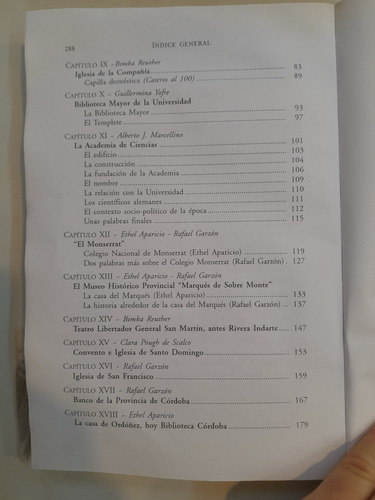 288 ÍNDICE GENERAL
CAPÍTULO IX - Bimba Reuther
Iglesia de la Compañía 83
Capilla doméstica (Caseros al 100) 89
CAPÍTULO X - Guillermina Yofre
Biblioteca Mayor de la Universidad
La Biblioteca Mayor 93
El Templete 97
CAPÍTULO XI - Alberto J. Marcellino
La Academia de Ciencias 101
El edificio 103
La construcción 104
La fundación de la Academia 106
El nombre 109
La relación con la Universidad 110
Los científicos alemanes 111
El contexto socio-político de la época 112
Unas palabras finales 115
CAPÍTULO XII - Ethel Aparicio - Rafael Garzón
"El Monserrat"
Colegio Nacional de Monserrat (Ethel Aparicio) 119
Dos palabras más sobre el Colegio Monserrat (Rafael Garzón) 127
CAPÍTULO XIII - Ethel Aparicio - Rafael Garzón
El Museo Histórico Provincial "Marqués de Sobre Monte"
La casa del Marqués (Ethel Aparicio) 133
La historia alrededor de la casa del Marqués (Rafael Garzón) 137
CAPÍTULO XIV - Bimba Reuther
Teatro Libertador General San Martín, antes Rivera Indarte 147
CAPÍTULO XV - Clara Pough de Scalco
Convento e Iglesia de Santo Domingo 153
CAPÍTULO XVI - Rafael Garzón
Iglesia de San Francisco 159
CAPÍTULO XVII - Rafael Garzón
Banco de la Provincia de Córdoba 167
CAPÍTULO XVIII - Ethel Aparicio
La casa de Ordóñez, hoy Biblioteca Córdoba 179